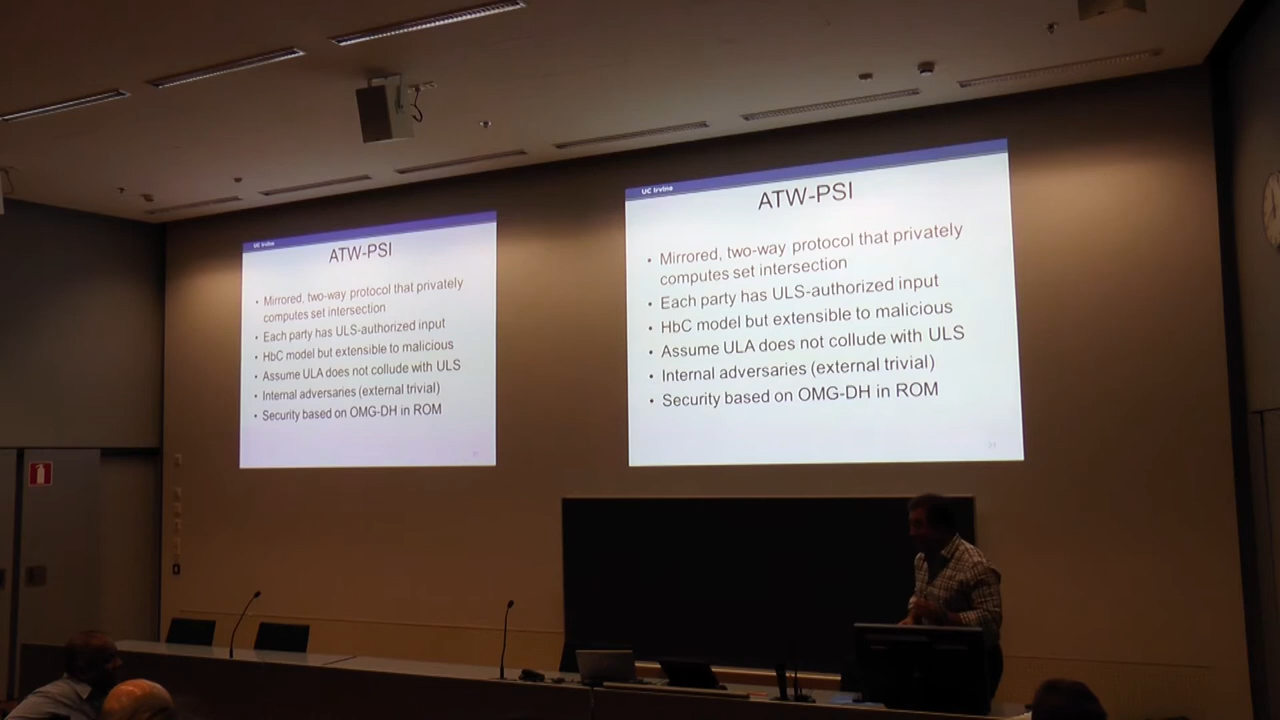 UC Irvine
ATW-PSI
• Mirrored, two-way protocol that privately
computes set intersection
• Each party has ULS-authorized input
• HbC model but extensible to malicious
• Assume ULA does not collude with ULS
• Internal adversaries (external trivial)
• Security based on OMG-DH in ROM
UC Irvine
ATW-PSI
• Mirrored, two-way protocol that privately
computes set intersection
• Each party has ULS-authorized input
• HbC model but extensible to malicious
• Assume ULA does not collude with ULS
• Internal adversaries (external trivial)
• Security based on OMG-DH in ROM